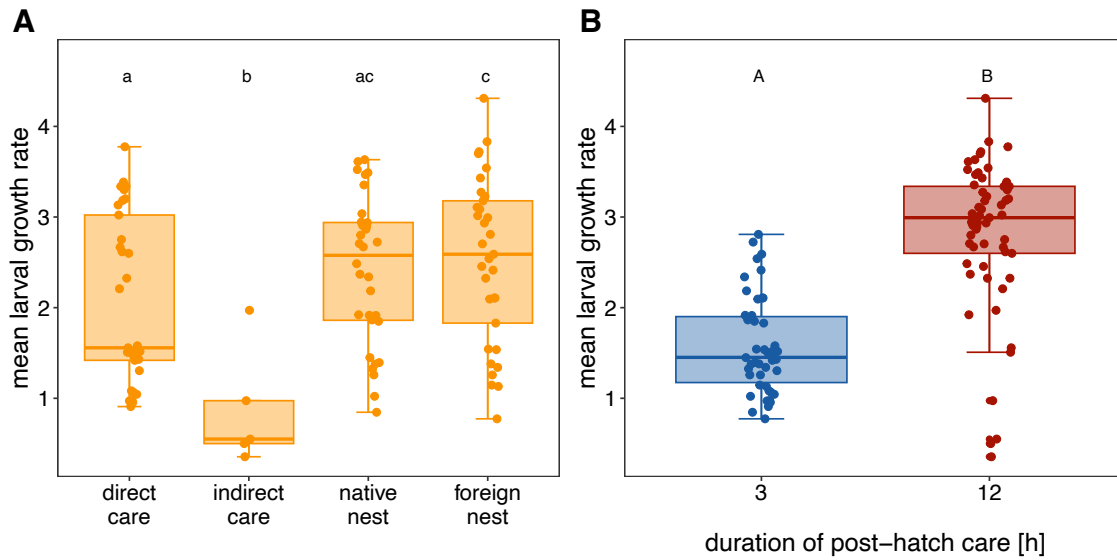 A
mean larval growth rate
4
3
2
1
a
b
ac
c
direct
care
indirect
care
native
nest
foreign
nest
B
mean larval growth rate
4
3
2
1
A
B
3
12
duration of post−hatch care [h]